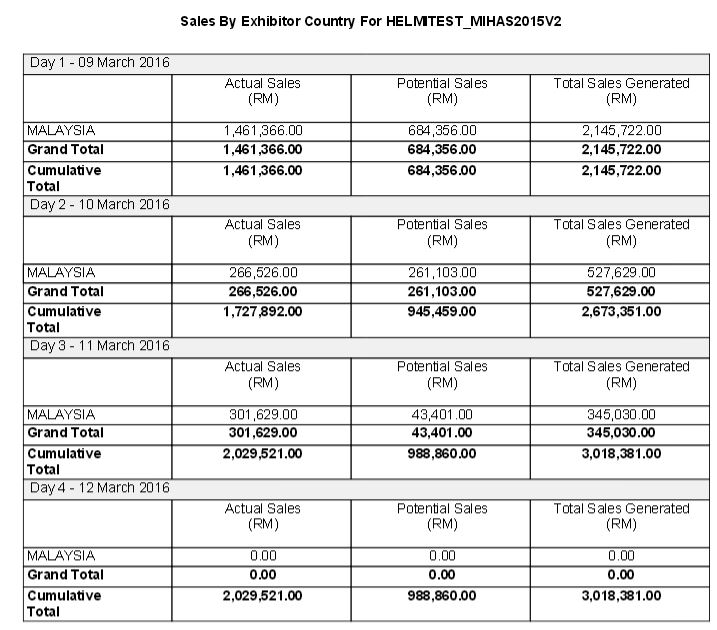 Sales By Exhibitor Country For HELMITEST_MIHAS2015V2
Day 1 - 09 March 2016
Actual Sales (RM) Potential Sales (RM) Total Sales Generated (RM)
MALAYSIA 1,461,366.00 684,356.00 2,145,722.00
Grand Total 1,461,366.00 684,356.00 2,145,722.00
Cumulative Total 1,461,366.00 684,356.00 2,145,722.00
Day 2 - 10 March 2016
Actual Sales (RM) Potential Sales (RM) Total Sales Generated (RM)
MALAYSIA 266,526.00 261,103.00 527,629.00
Grand Total 266,526.00 261,103.00 527,629.00
Cumulative Total 1,727,892.00 945,459.00 2,673,351.00
Day 3 - 11 March 2016
Actual Sales (RM) Potential Sales (RM) Total Sales Generated (RM)
MALAYSIA 301,629.00 43,401.00 345,030.00
Grand Total 301,629.00 43,401.00 345,030.00
Cumulative Total 2,029,521.00 988,860.00 3,018,381.00
Day 4 - 12 March 2016
Actual Sales (RM) Potential Sales (RM) Total Sales Generated (RM)
MALAYSIA 0.00 0.00 0.00
Grand Total 0.00 0.00 0.00
Cumulative Total 2,029,521.00 988,860.00 3,018,381.00